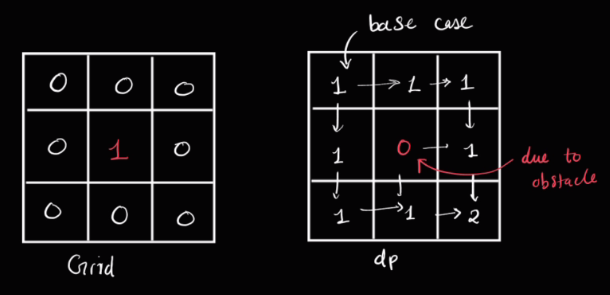 base case
0 0 0
0 1 0
0 0 0
Grid
1 1 1
1 0 1
1 1 2
due to
obstacle
dp